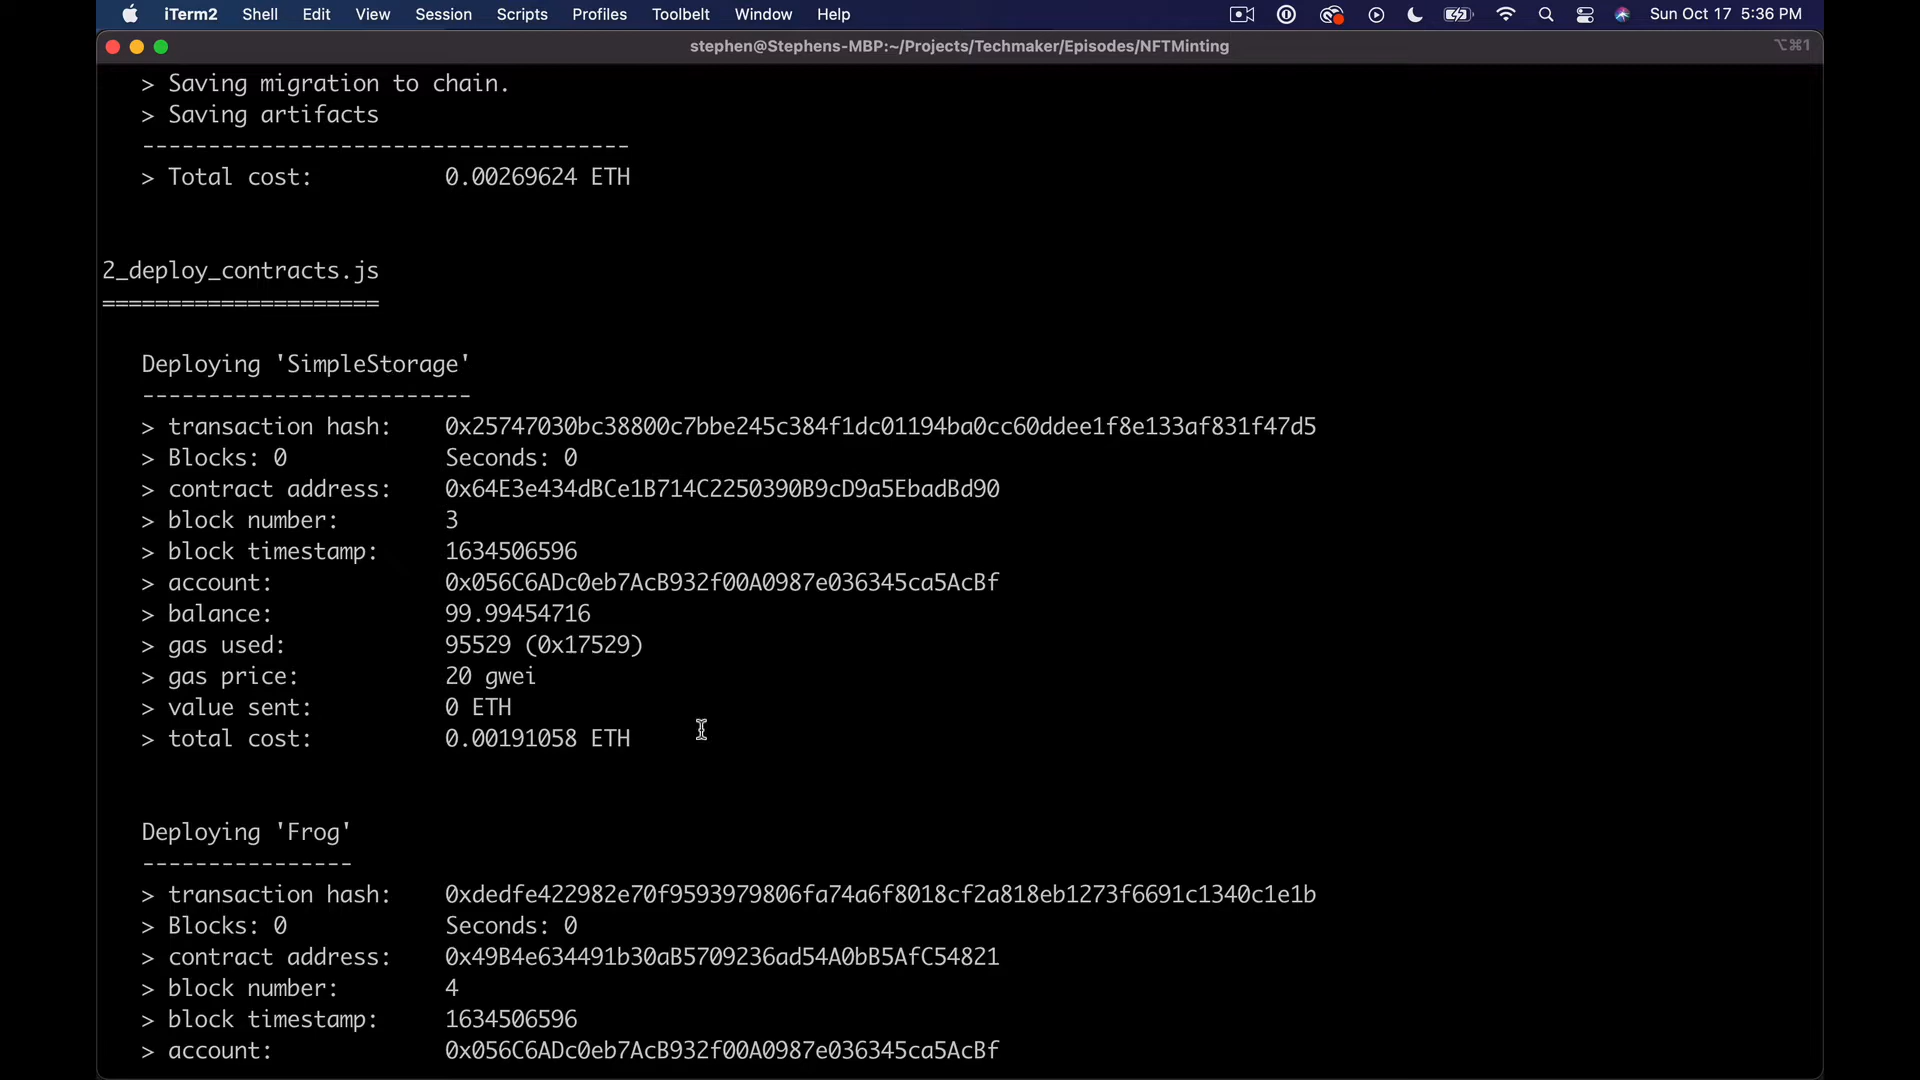 iTerm2 Shell Edit View Session Scripts Profiles Toolbelt Window Help Sun Oct 17 5:36 PM
stephen@Stephens-MBP:~/Projects/Techmaker/Episodes/NFTMinting ⌥⌘1
> Saving migration to chain.
> Saving artifacts
-------------------------------------
> Total cost: 0.00269624 ETH
2_deploy_contracts.js
=====================
Deploying 'SimpleStorage'
-------------------------
> transaction hash: 0x25747030bc38800c7bbe245c384f1dc01194ba0cc60ddee1f8e133af831f47d5
> Blocks: 0 Seconds: 0
> contract address: 0x64E3e434dBCe1B714C2250390B9cD9a5EbadBd90
> block number: 3
> block timestamp: 1634506596
> account: 0x056C6ADc0eb7AcB932f00A0987e036345ca5AcBf
> balance: 99.99454716
> gas used: 95529 (0x17529)
> gas price: 20 gwei
> value sent: 0 ETH
> total cost: 0.00191058 ETH
Deploying 'Frog'
----------------
> transaction hash: 0xdedfe422982e70f9593979806fa74a6f8018cf2a818eb1273f6691c1340c1e1b
> Blocks: 0 Seconds: 0
> contract address: 0x49B4e634491b30aB5709236ad54A0bB5AfC54821
> block number: 4
> block timestamp: 1634506596
> account: 0x056C6ADc0eb7AcB932f00A0987e036345ca5AcBf